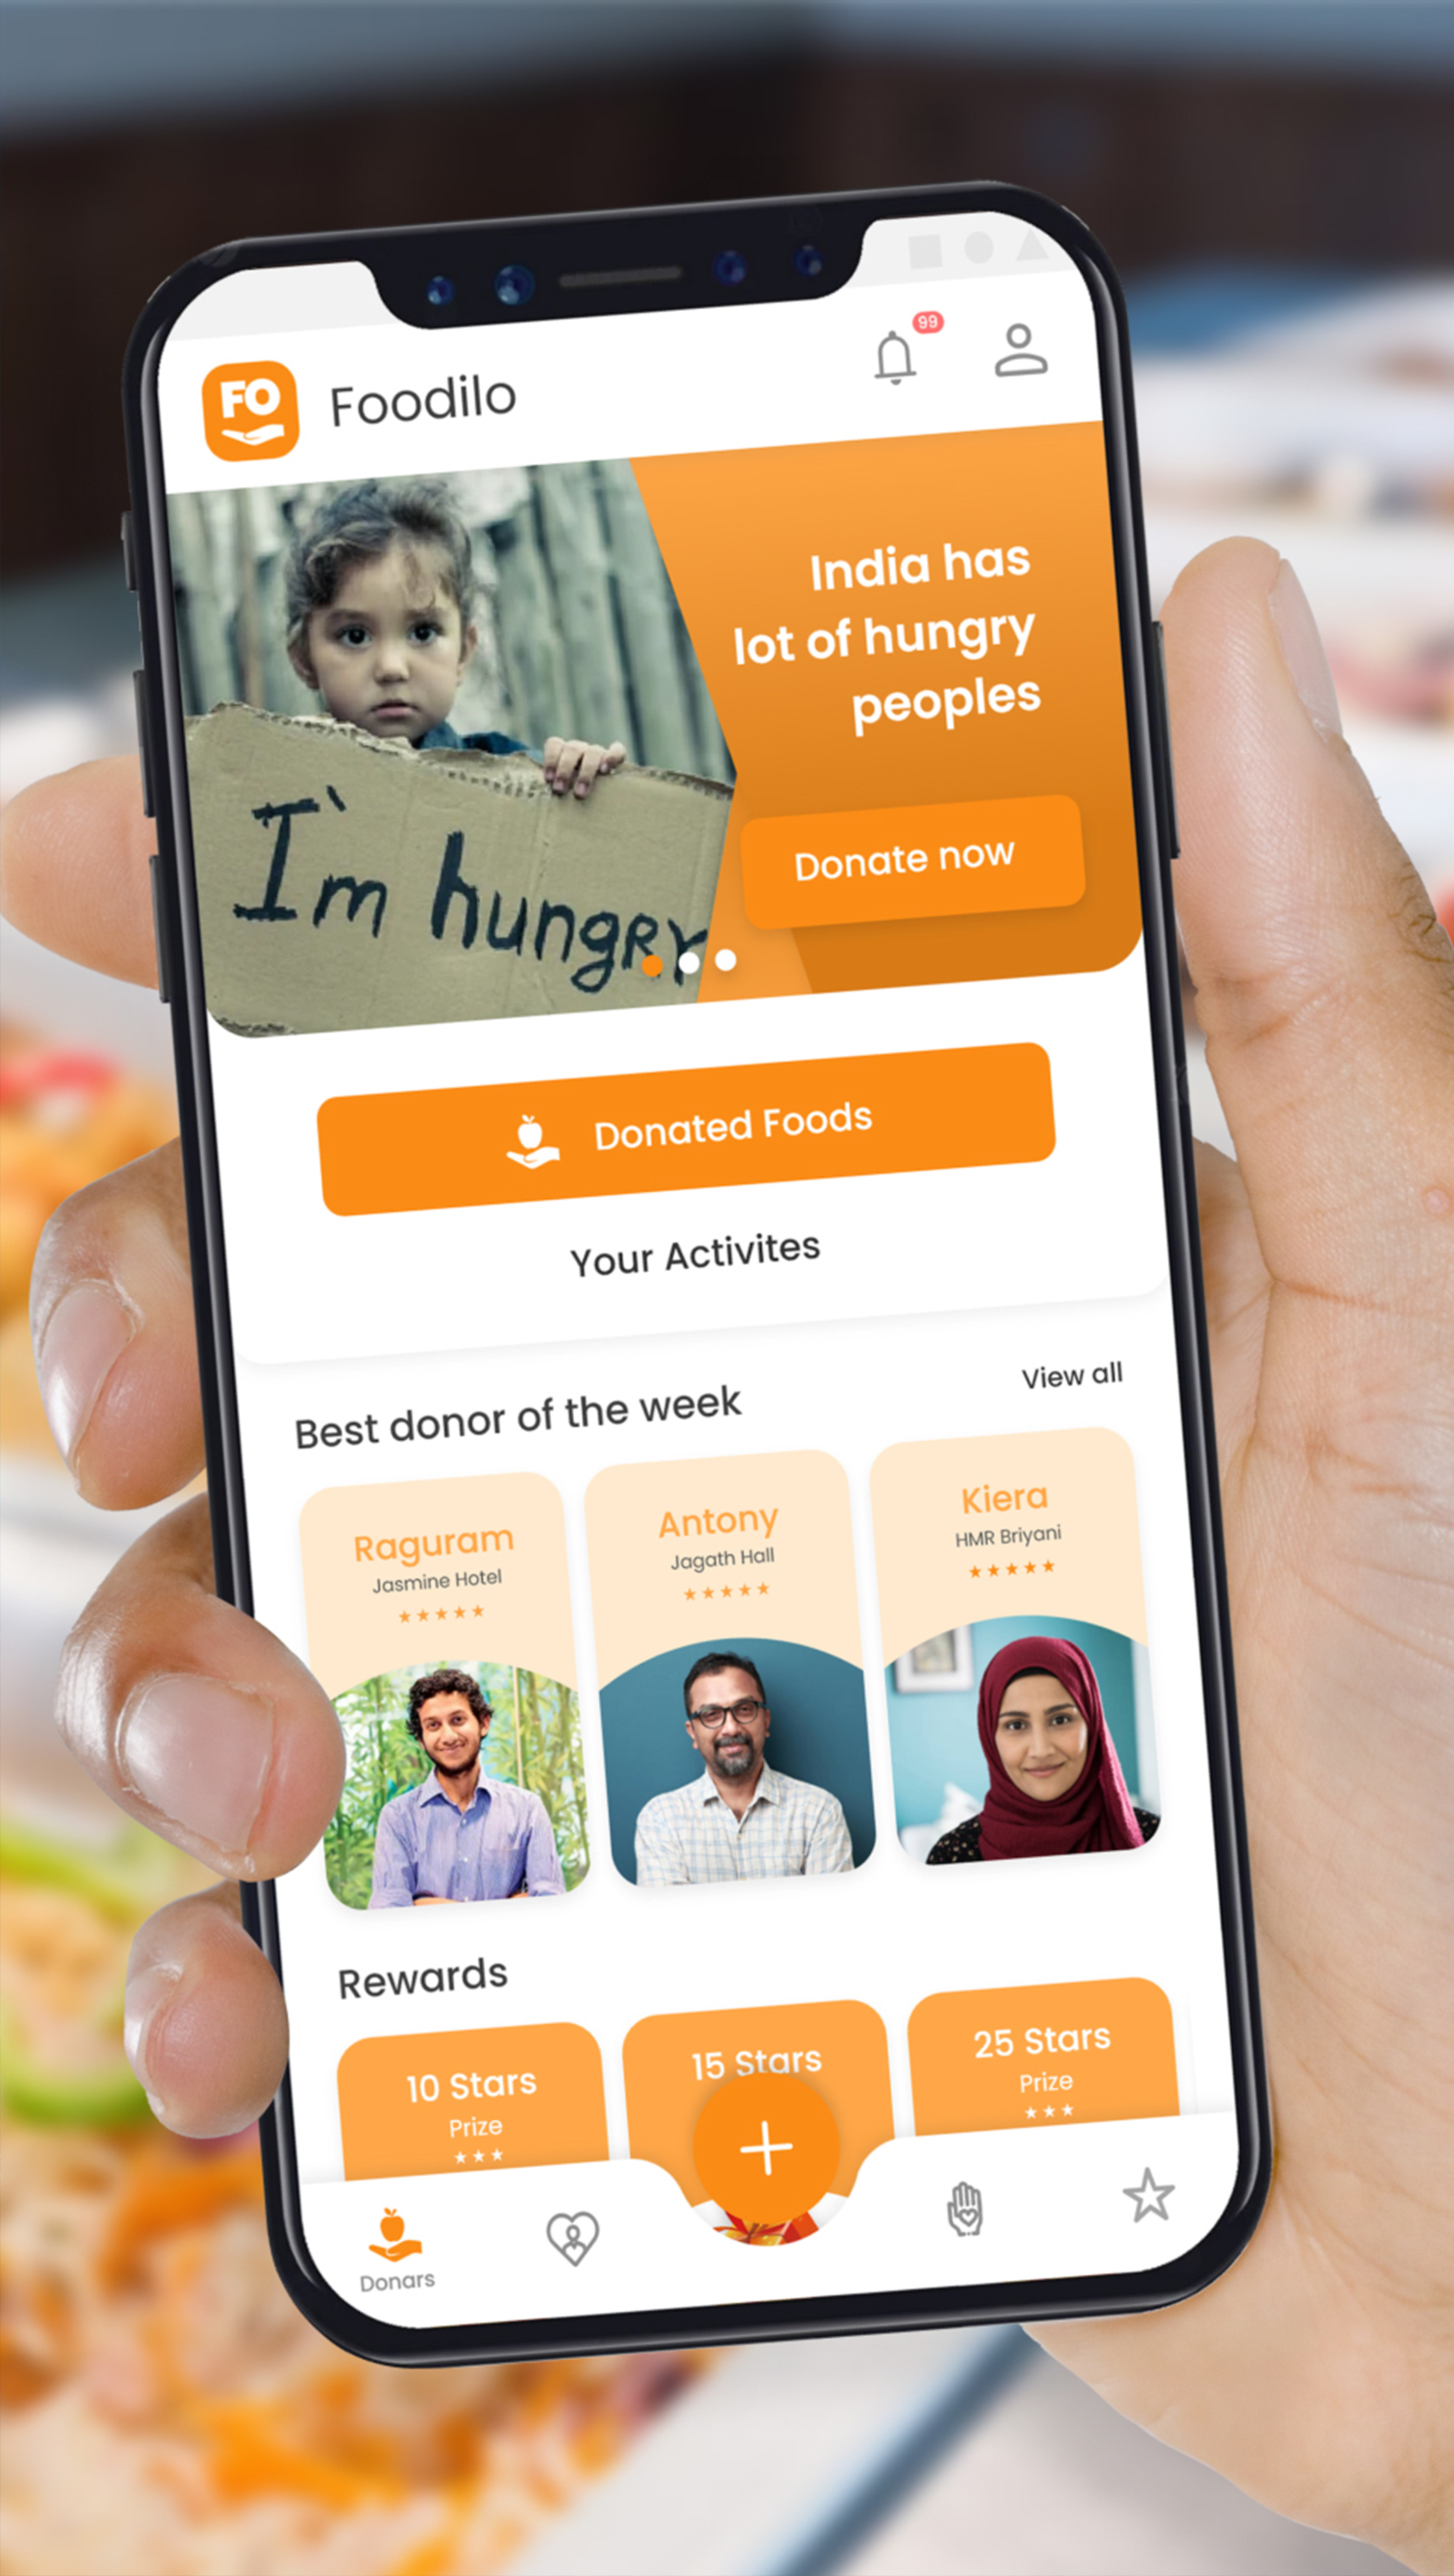 99
FO
Foodilo
India has
lot of hungry
peoples
Donate now
I'm hungry
Donated Foods
Your Activites
Best donor of the week
View all
Raguram
Jasmine Hotel
Antony
Jagath Hall
Kiera
HMR Briyani
Rewards
10 Stars
Prize
15 Stars
25 Stars
Prize
Donars